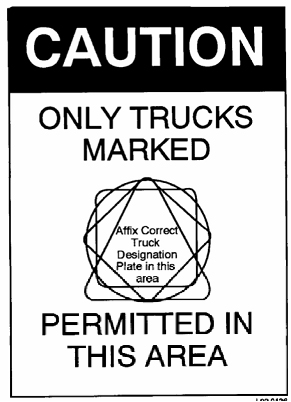 CAUTION
ONLY TRUCKS
MARKED
Affix Correct
Truck
Designation
Plate in this
area
PERMITTED IN
THIS AREA